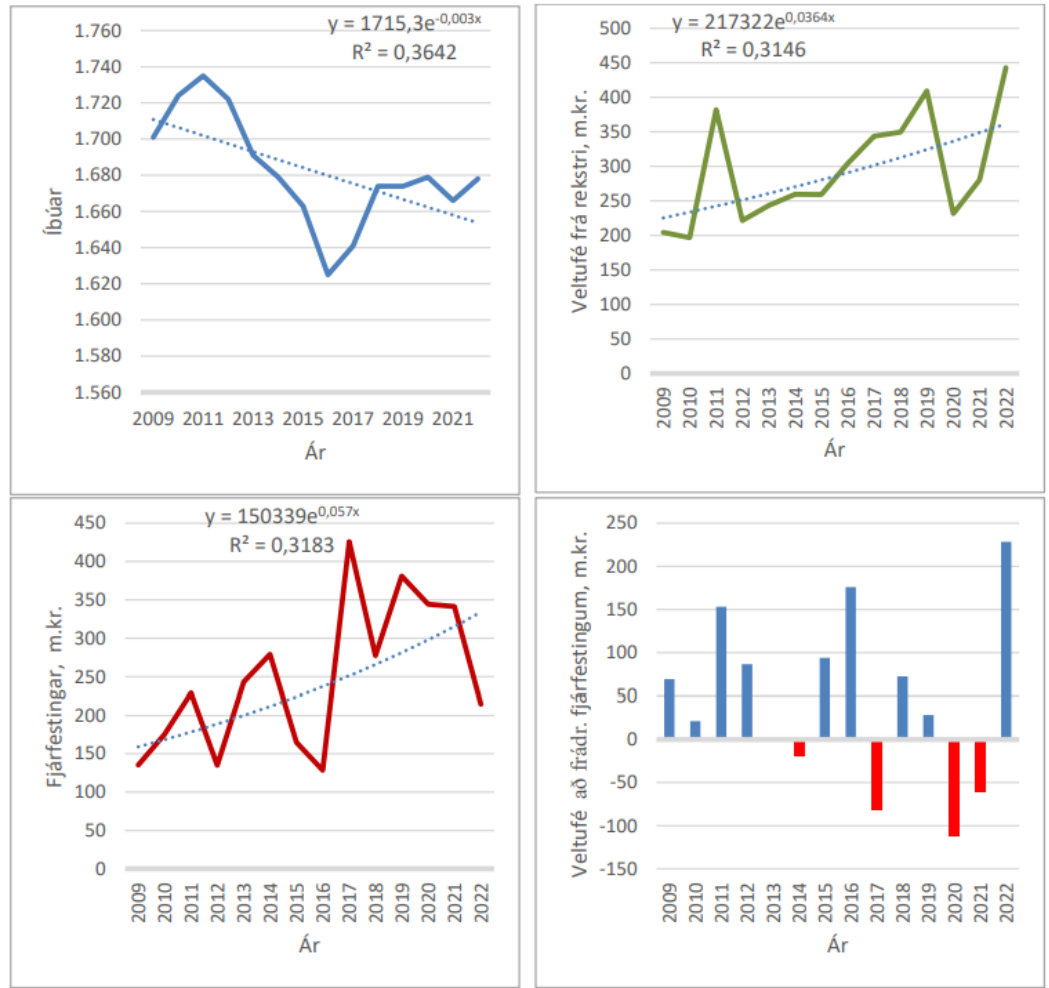 y = 1715,3e-0,003x
R² = 0,3642
1.760
1.740
1.720
1.700
1.680
1.660
1.640
1.620
1.600
1.580
1.560
Íbúar
2009 2011 2013 2015 2017 2019 2021
Ár
y = 217322e0,0364x
R² = 0,3146
500
450
400
350
300
250
200
150
100
50
0
Veltufé frá rekstri, m.kr.
2009 2010 2011 2012 2013 2014 2015 2016 2017 2018 2019 2020 2021 2022
Ár
y = 150339e0,057x
R² = 0,3183
450
400
350
300
250
200
150
100
50
0
Fjárfestingar, m.kr.
2009 2010 2011 2012 2013 2014 2015 2016 2017 2018 2019 2020 2021 2022
Ár
250
200
150
100
50
0
-50
-100
-150
Veltufé að frádr. fjárfestingum, m.kr.
2009 2010 2011 2012 2013 2014 2015 2016 2017 2018 2019 2020 2021 2022
Ár